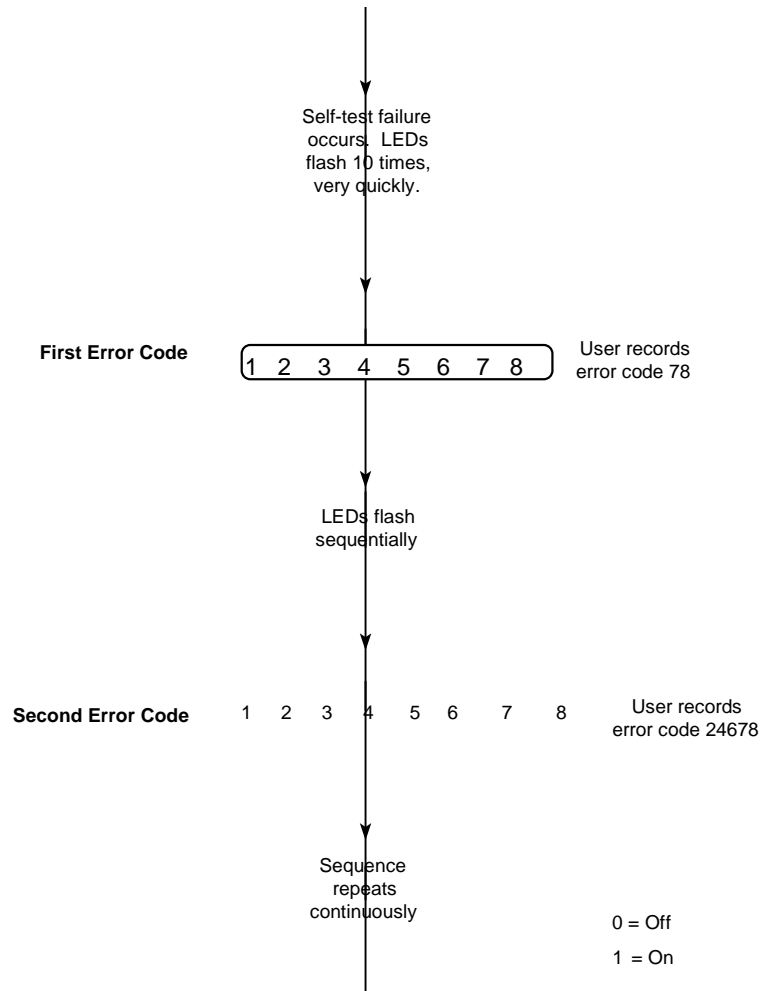 Self-test failure
occurs. LEDs
flash 10 times,
very quickly.
First Error Code
1 2 3 4 5 6 7 8
User records
error code 78
LEDs flash
sequentially
Second Error Code
1 2 3 4 5 6 7 8
User records
error code 24678
Sequence
repeats
continuously
0 = Off
1 = On